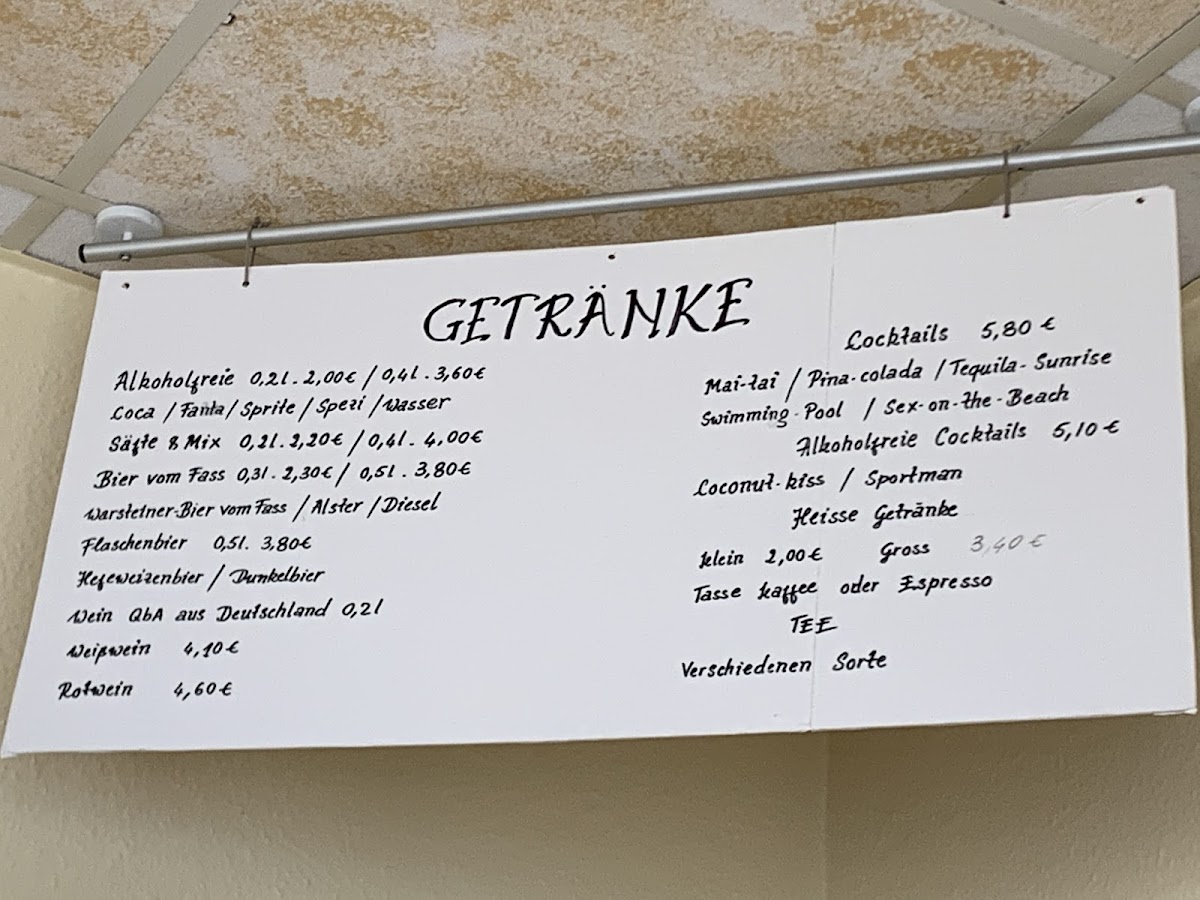 GETRÄNKE
Alkoholfreie 0,2l. 2,00€ / 0,4l. 3,60€
Coca / Fanta / Sprite / Spezi / Wasser
Säfte & Mix 0,2l. 2,20€ / 0,4l. 4,00€
Bier vom Fass 0,3l. 2,30€ / 0,5l. 3,80€
Warsteiner-Bier vom Fass / Alster / Diesel
Flaschenbier 0,5l. 3,80€
Hefeweizenbier / Dunkelbier
Wein QbA aus Deutschland 0,2l
Weißwein 4,10€
Rotwein 4,60€
Cocktails 5,80 €
Mai-tai / Pina-colada / Tequila-Sunrise
Swimming-Pool / Sex-on-the-Beach
Alkoholfreie Cocktails 5,10 €
Coconut-kiss / Sportman
Heisse Getränke
klein 2,00€ Gross 3,40€
Tasse kaffee oder Espresso
TEE
Verschiedenen Sorte